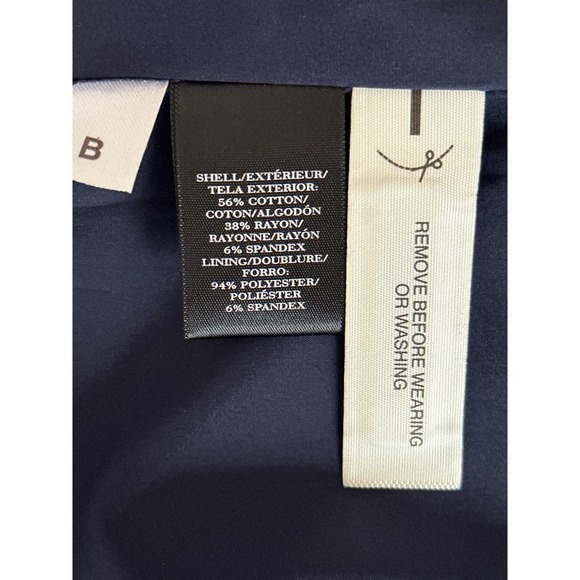 B
SHELL/EXTÉRIEUR/
TELA EXTERIOR:
56% COTTON/
COTON/ALGODÓN
38% RAYON/
RAYONNE/RAYÓN
6% SPANDEX
LINING/DOUBLURE/
FORRO:
94% POLYESTER/
POLIÉSTER
6% SPANDEX
REMOVE BEFORE WEARING
OR WASHING